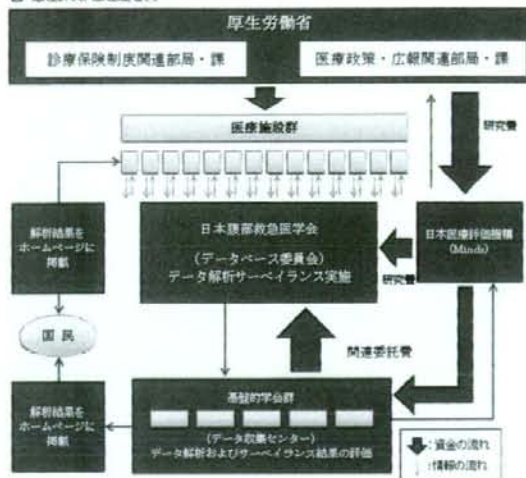 厚生労働省
診療保険制度関連部局・課
医療政策・広報関連部局・課
医療施設群
研究費
解析結果を
ホームページに
掲載
日本腹部救急医学会
(データベース委員会)
データ解析サーベイランス実施
日本医療評価機構
(Minds)
研究費
国民
関連委託費
解析結果を
ホームページに
掲載
基盤的学会群
(データ収集センター)
データ解析およびサーベイランス結果の評価
:資金の流れ
:情報の流れ